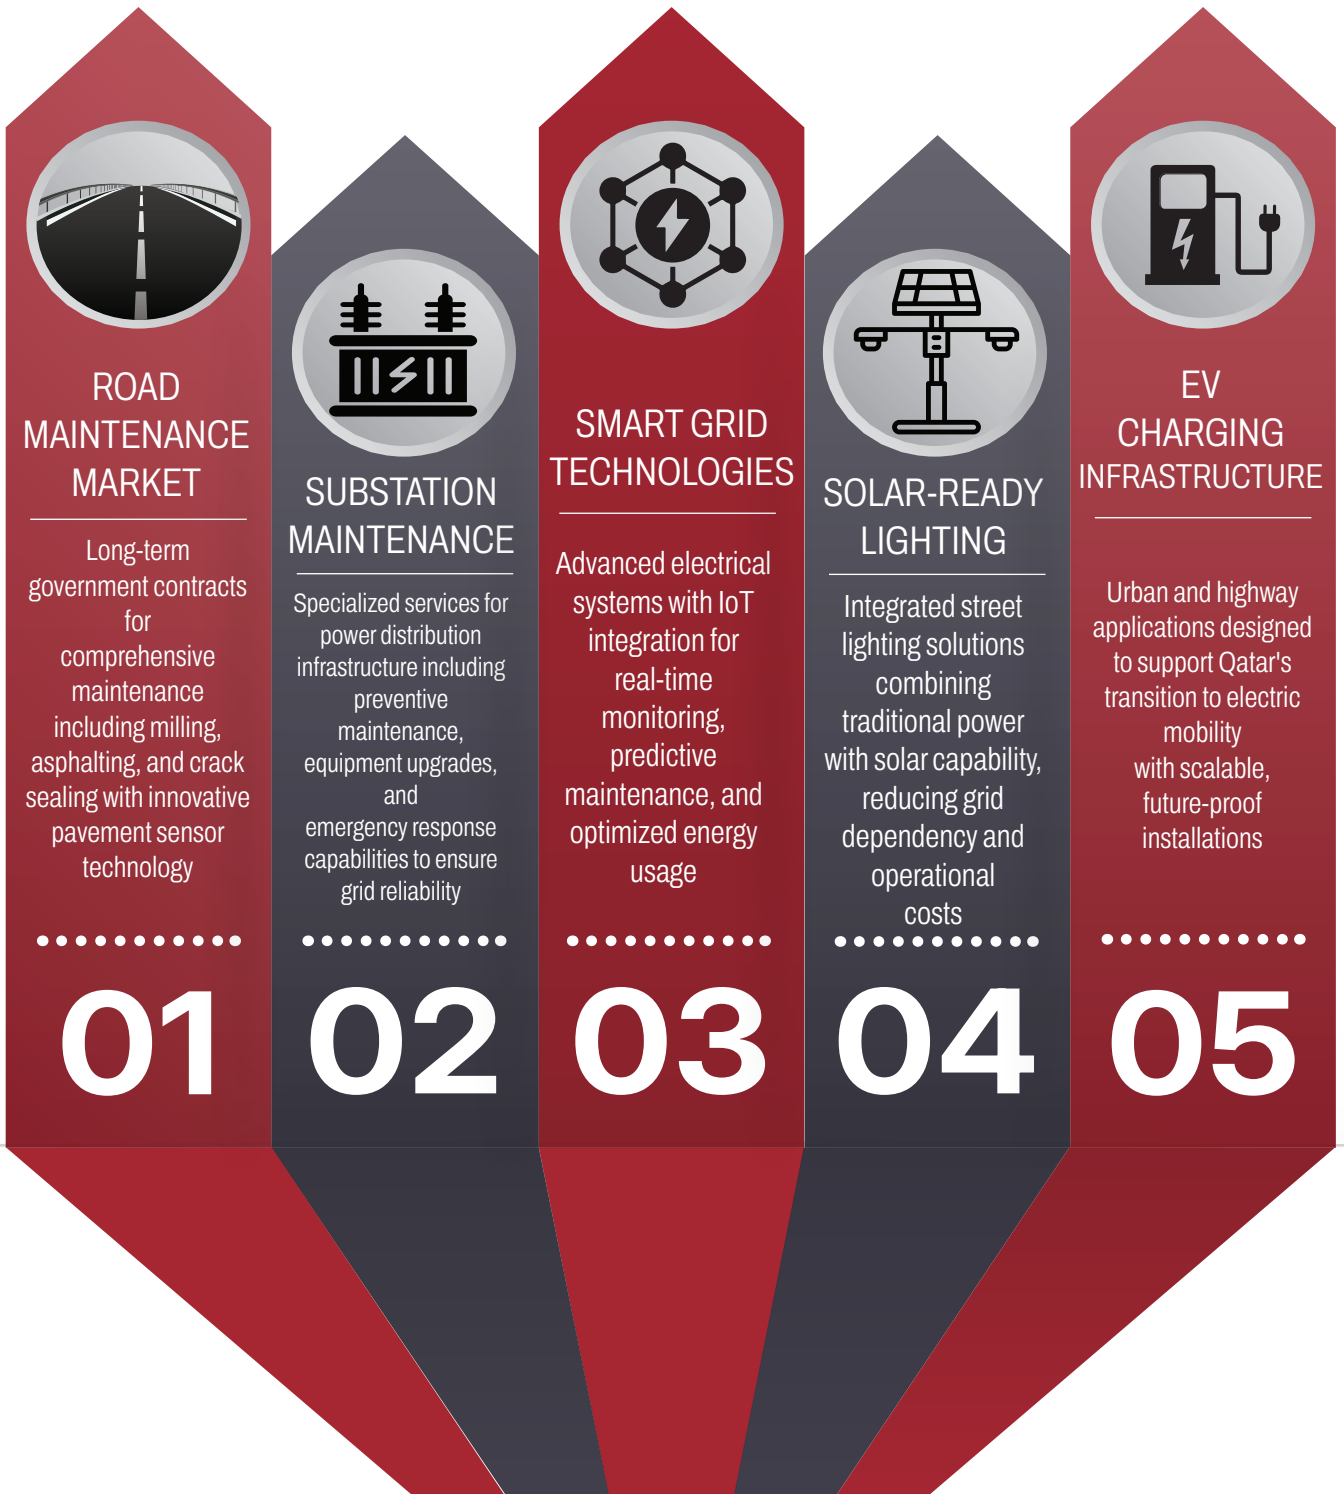 ROAD
MAINTENANCE
MARKET
Long-term
government contracts
for
comprehensive
maintenance
including milling,
asphalting, and crack
sealing with innovative
pavement sensor
technology
01
SUBSTATION
MAINTENANCE
Specialized services for
power distribution
infrastructure including
preventive
maintenance,
equipment upgrades,
and
emergency response
capabilities to ensure
grid reliability
02
SMART GRID
TECHNOLOGIES
Advanced electrical
systems with IoT
integration for
real-time
monitoring,
predictive
maintenance, and
optimized energy
usage
03
SOLAR-READY
LIGHTING
Integrated street
lighting solutions
combining
traditional power
with solar capability,
reducing grid
dependency and
operational
costs
04
EV
CHARGING
INFRASTRUCTURE
Urban and highway
applications designed
to support Qatar's
transition to electric
mobility
with scalable,
future-proof
installations
05